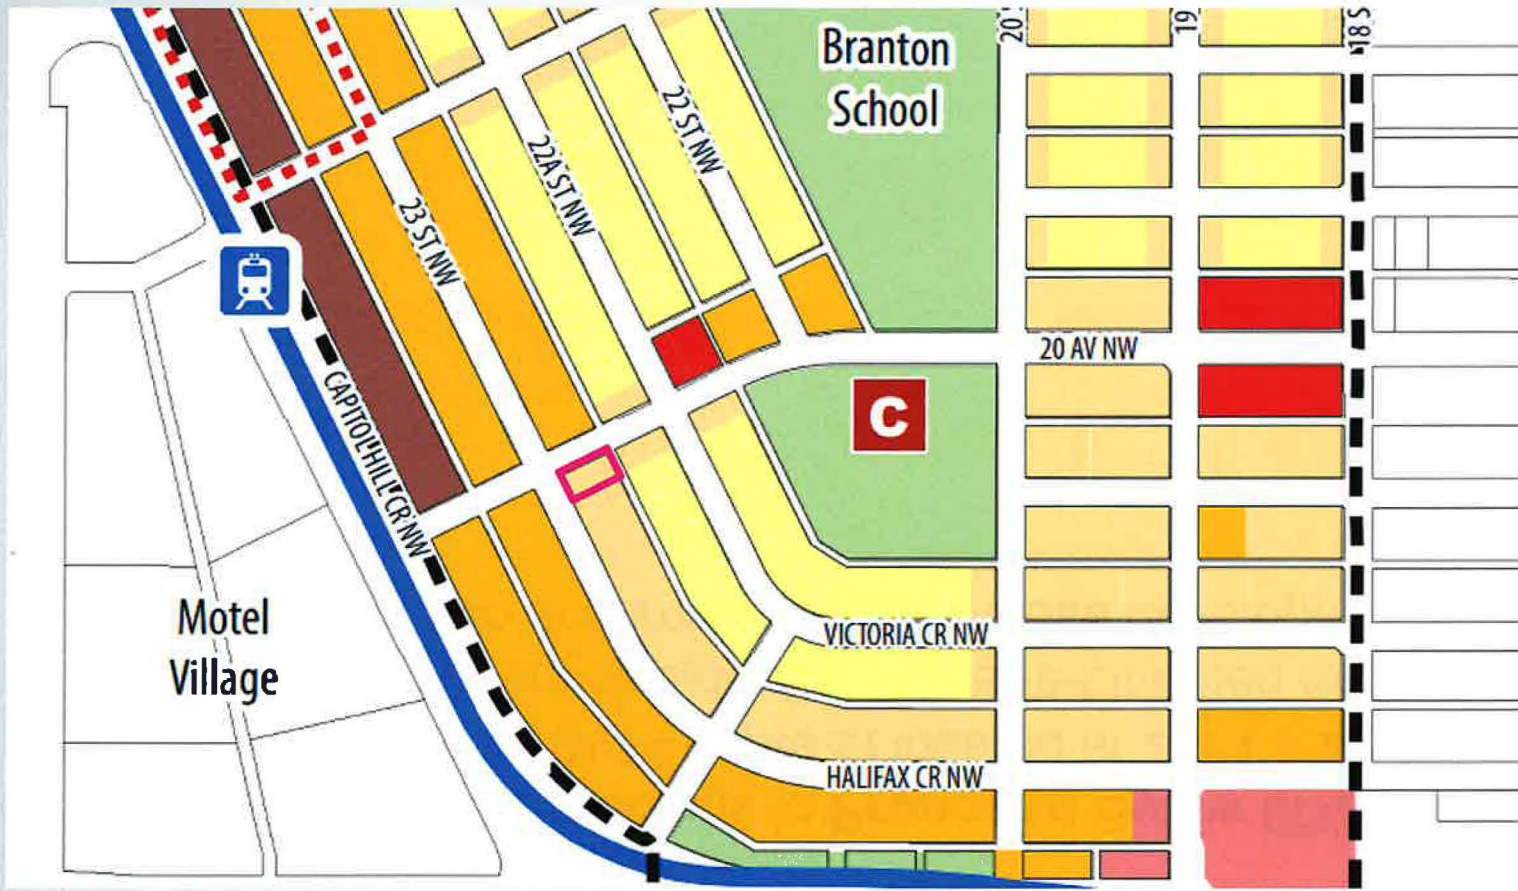 Branton
School
20
19
18 S
22 ST NW
22A ST NW
23 ST NW
20 AV NW
C
CAPITOL HILL CR NW
Motel
Village
VICTORIA CR NW
HALIFAX CR NW